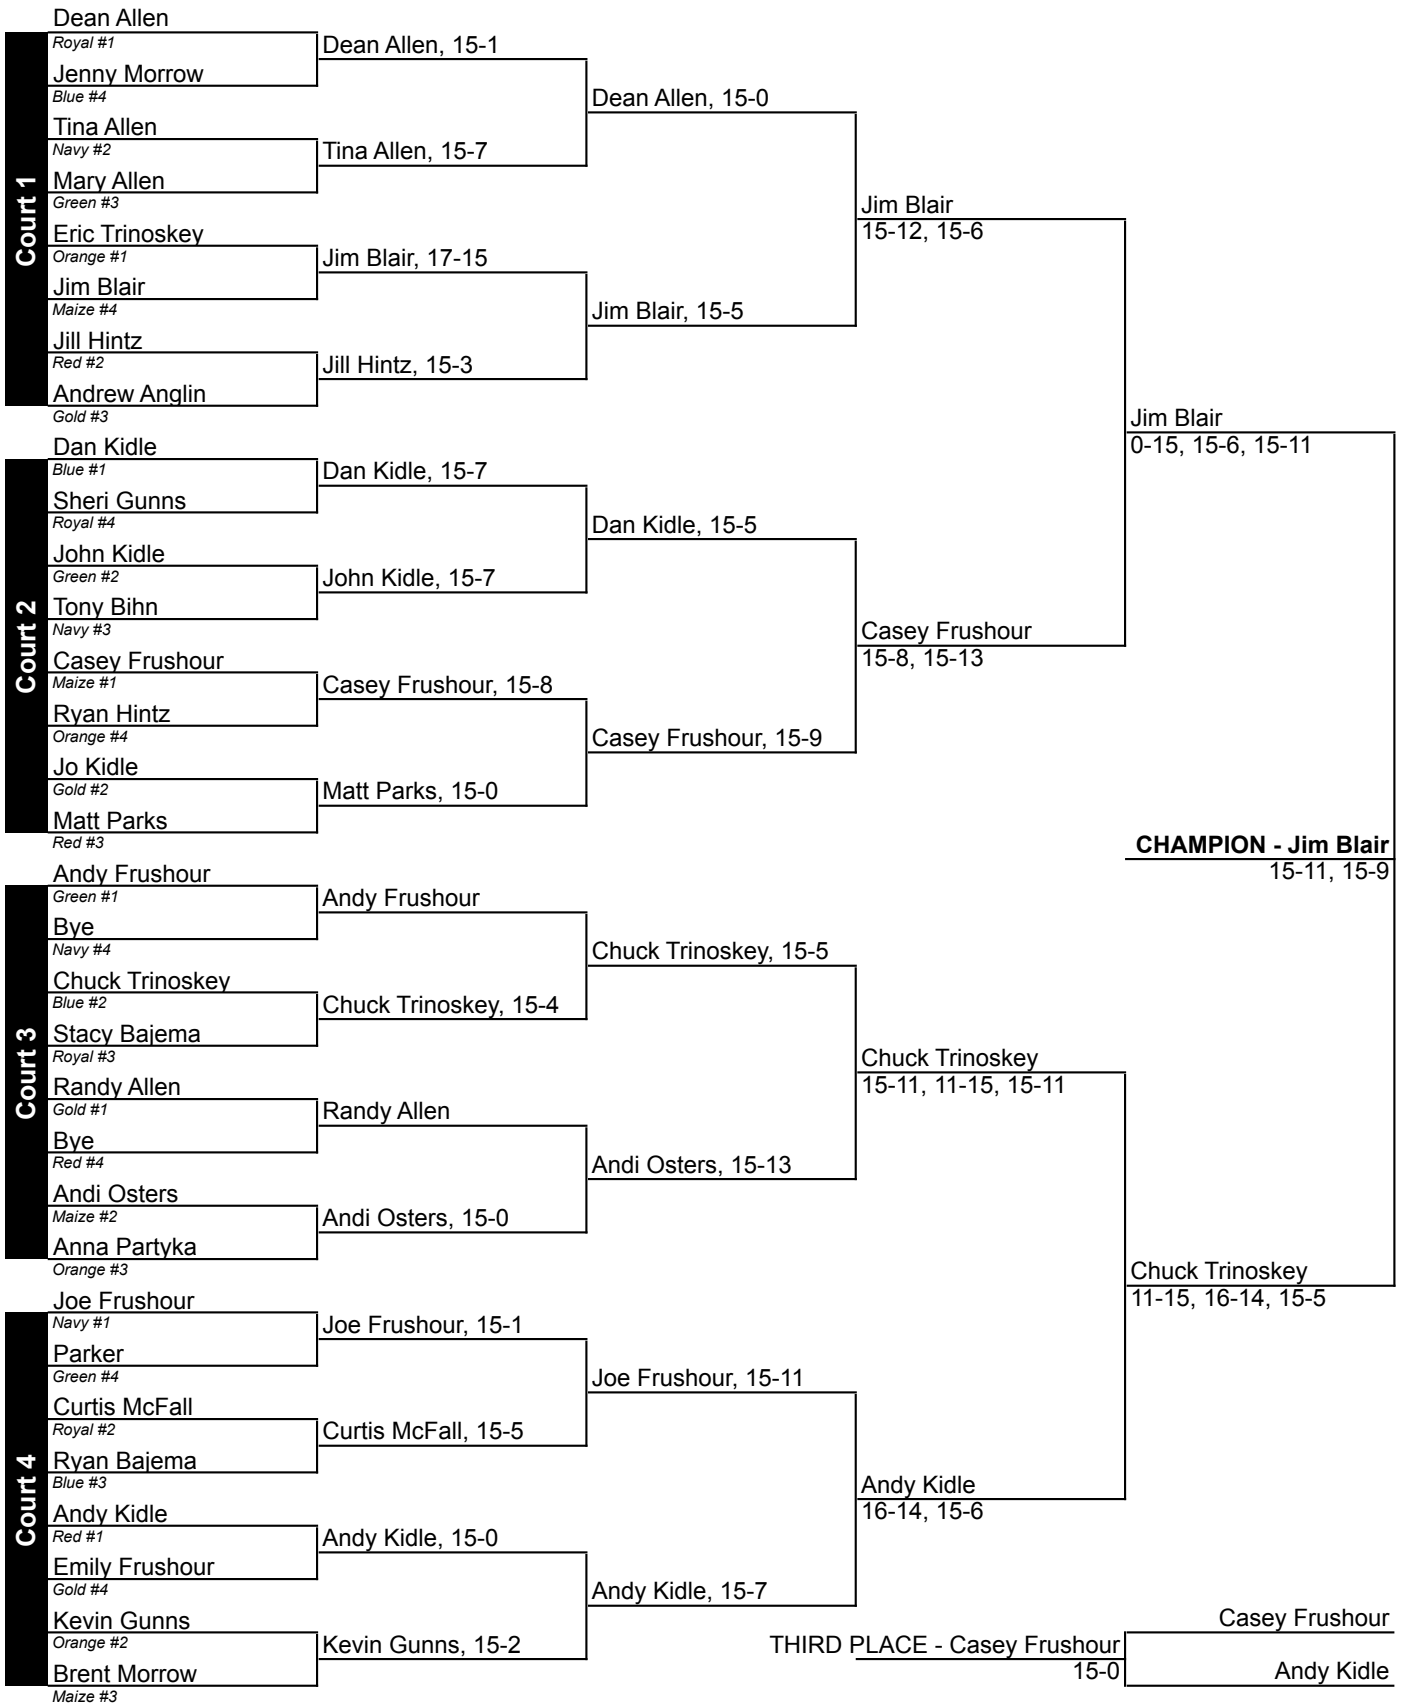 Court 1
Dean Allen
Royal #1
Jenny Morrow
Blue #4
Tina Allen
Navy #2
Mary Allen
Green #3
Eric Trinoskey
Orange #1
Jim Blair
Maize #4
Jill Hintz
Red #2
Andrew Anglin
Gold #3
Court 2
Dan Kidle
Blue #1
Sheri Gunns
Royal #4
John Kidle
Green #2
Tony Bihn
Navy #3
Casey Frushour
Maize #1
Ryan Hintz
Orange #4
Jo Kidle
Gold #2
Matt Parks
Red #3
Court 3
Andy Frushour
Green #1
Bye
Navy #4
Chuck Trinoskey
Blue #2
Stacy Bajema
Royal #3
Randy Allen
Gold #1
Bye
Red #4
Andi Osters
Maize #2
Anna Partyka
Orange #3
Court 4
Joe Frushour
Navy #1
Parker
Green #4
Curtis McFall
Royal #2
Ryan Bajema
Blue #3
Andy Kidle
Red #1
Emily Frushour
Gold #4
Kevin Gunns
Orange #2
Brent Morrow
Maize #3
Dean Allen, 15-1
Tina Allen, 15-7
Jim Blair, 17-15
Jill Hintz, 15-3
Dan Kidle, 15-7
John Kidle, 15-7
Casey Frushour, 15-8
Matt Parks, 15-0
Andy Frushour
Chuck Trinoskey, 15-4
Randy Allen
Andi Osters, 15-0
Joe Frushour, 15-1
Curtis McFall, 15-5
Andy Kidle, 15-0
Kevin Gunns, 15-2
Dean Allen, 15-0
Jim Blair, 15-5
Dan Kidle, 15-5
Casey Frushour, 15-9
Chuck Trinoskey, 15-5
Andi Osters, 15-13
Joe Frushour, 15-11
Andy Kidle, 15-7
Jim Blair
15-12, 15-6
Casey Frushour
15-8, 15-13
Chuck Trinoskey
15-11, 11-15, 15-11
Andy Kidle
16-14, 15-6
Jim Blair
0-15, 15-6, 15-11
Chuck Trinoskey
11-15, 16-14, 15-5
CHAMPION - Jim Blair
15-11, 15-9
Casey Frushour
THIRD PLACE - Casey Frushour
15-0
Andy Kidle